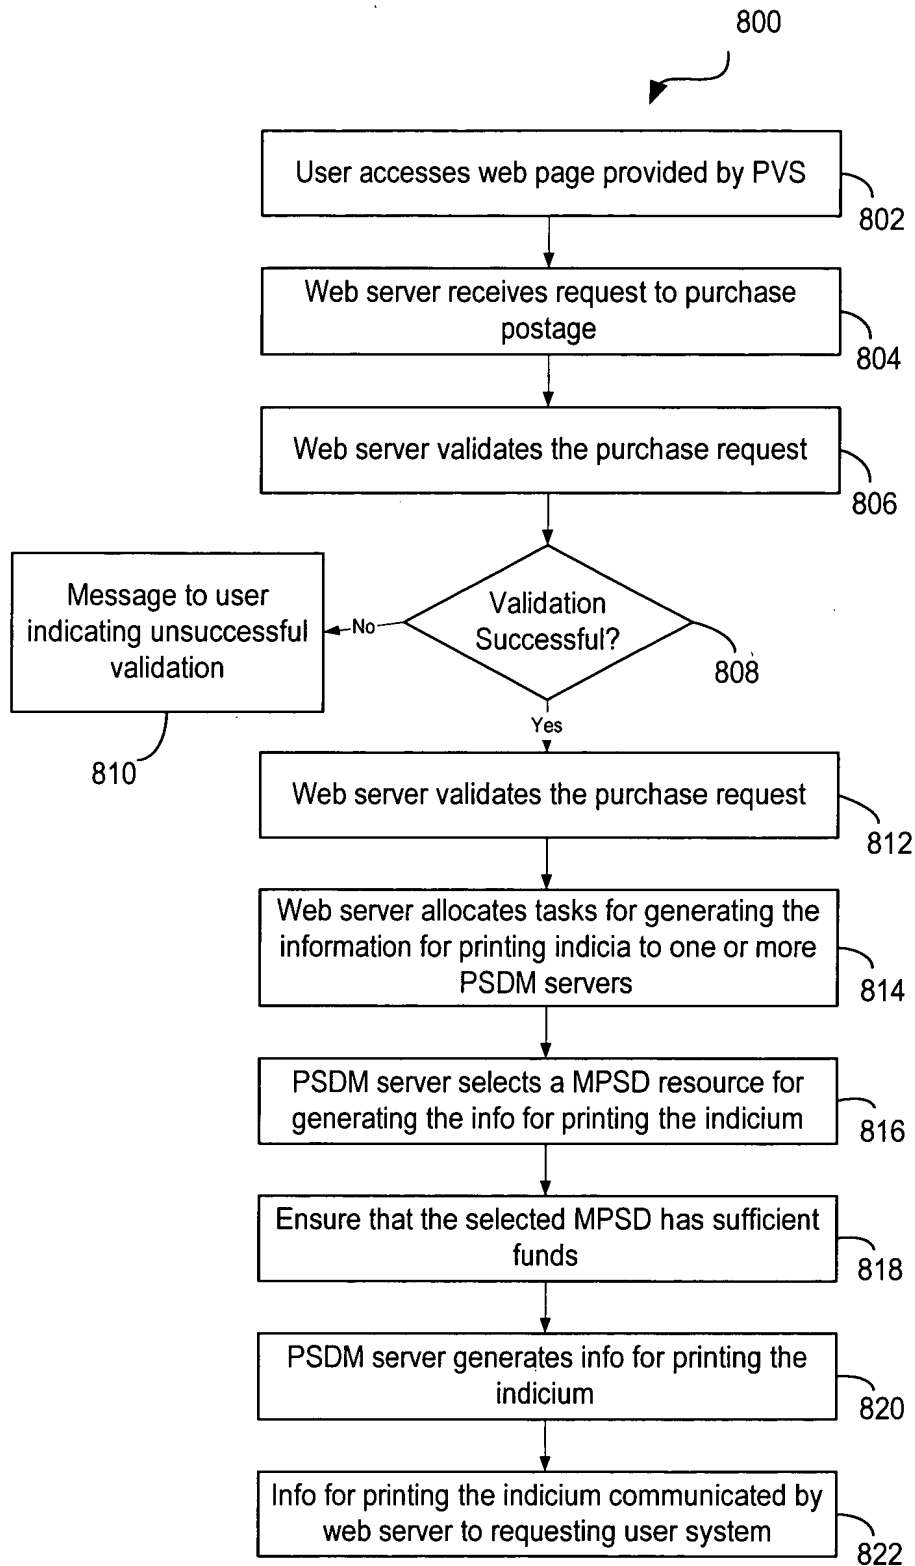 800
User accesses web page provided by PVS
802
Web server receives request to purchase
postage
804
Web server validates the purchase request
806
Validation
Successful?
808
No
Message to user
indicating unsuccessful
validation
810
Yes
Web server validates the purchase request
812
Web server allocates tasks for generating the
information for printing indicia to one or more
PSDM servers
814
PSDM server selects a MPSD resource for
generating the info for printing the indicium
816
Ensure that the selected MPSD has sufficient
funds
818
PSDM server generates info for printing the
indicium
820
Info for printing the indicium communicated by
web server to requesting user system
822